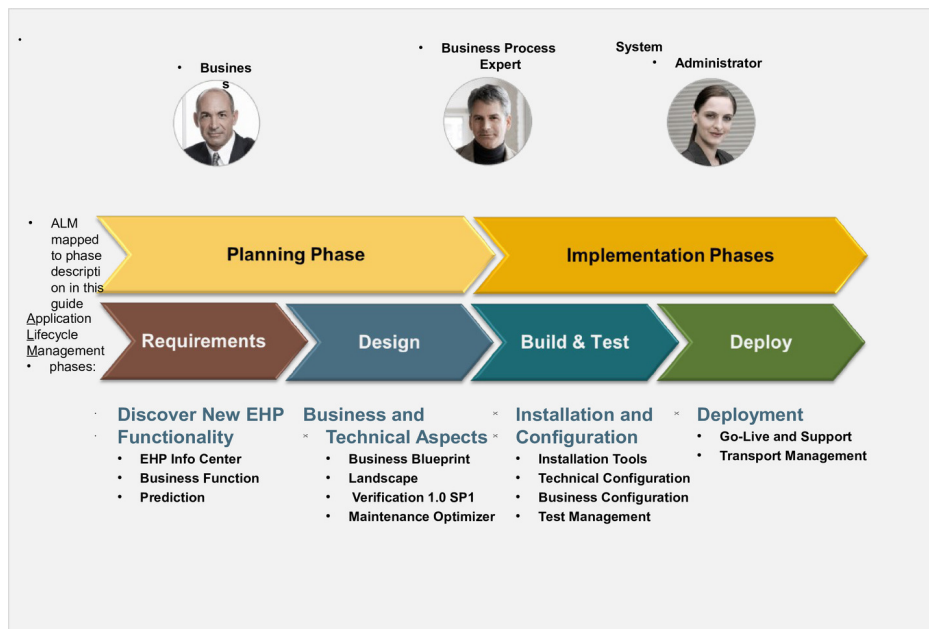 •
• Busines
s
• Business Process
Expert
System
• Administrator
• ALM
mapped
to phase
descripti
on in this
guide
Application
Lifecycle
Management
• phases:
Planning Phase
Implementation Phases
Requirements
Design
Build & Test
Deploy
Discover New EHP
Functionality
• EHP Info Center
• Business Function
• Prediction
Business and
Technical Aspects
• Business Blueprint
• Landscape
• Verification 1.0 SP1
• Maintenance Optimizer
Installation and
Configuration
• Installation Tools
• Technical Configuration
• Business Configuration
• Test Management
Deployment
• Go-Live and Support
• Transport Management